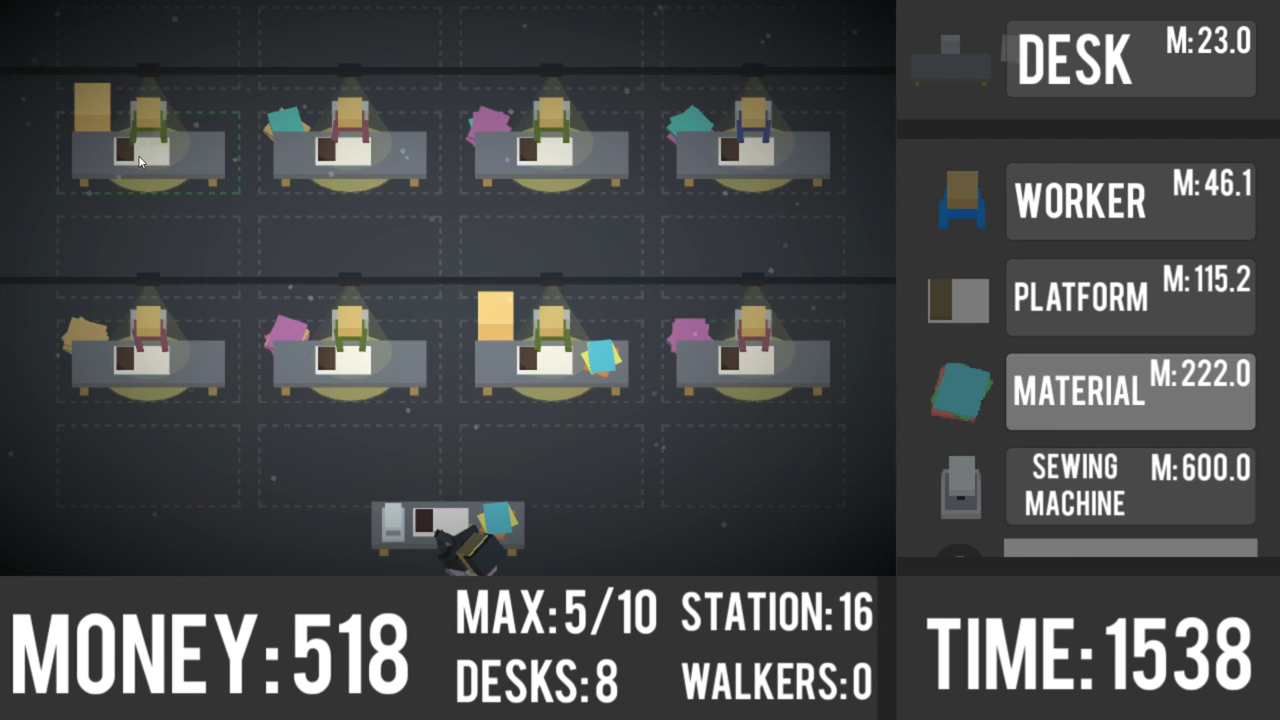 DESK M: 23.0
WORKER M: 46.1
PLATFORM M: 115.2
MATERIAL M: 222.0
SEWING MACHINE M: 600.0
MONEY: 518
MAX: 5/10 STATION: 16
DESKS: 8 WALKERS: 0
TIME: 1538